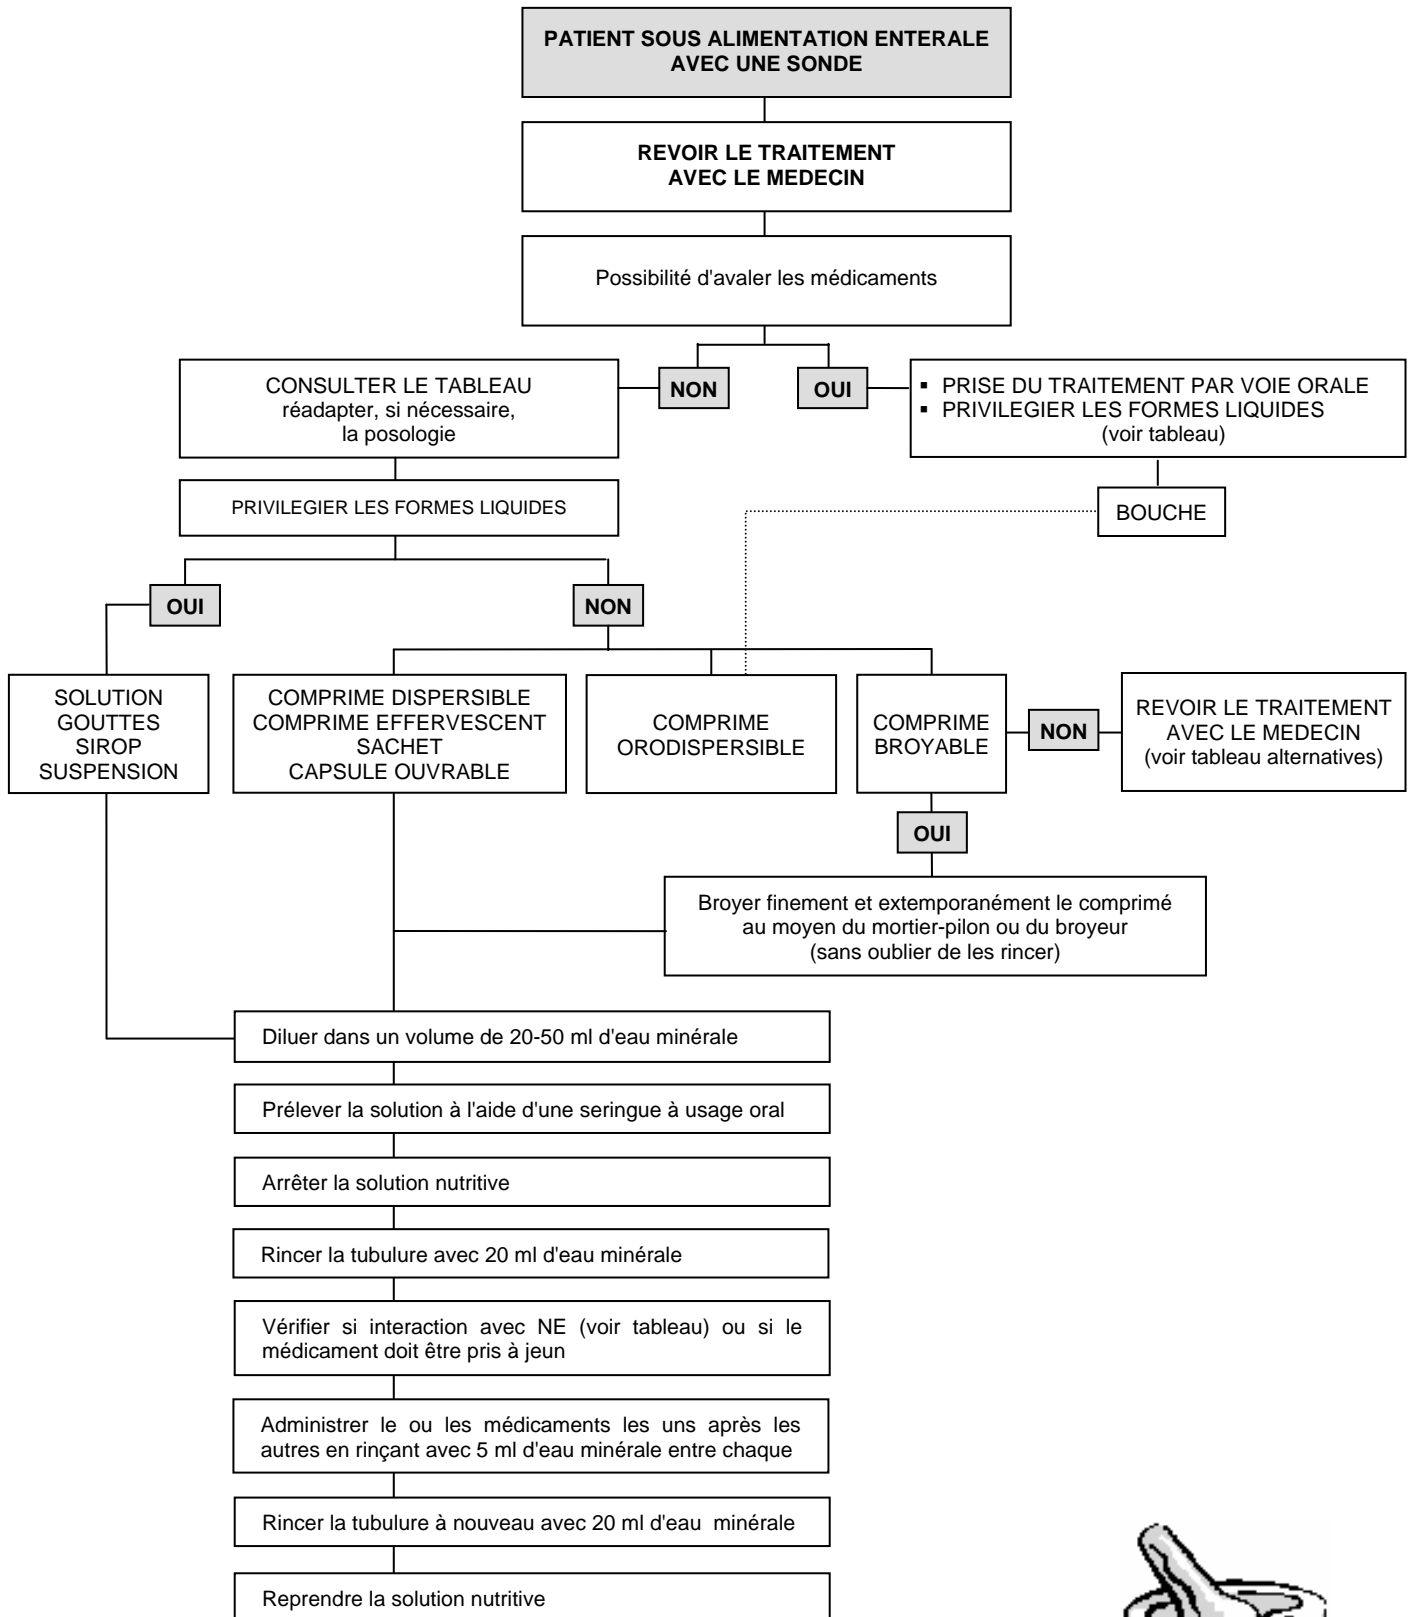 PATIENT SOUS ALIMENTATION ENTERALE
AVEC UNE SONDE
REVOIR LE TRAITEMENT
AVEC LE MEDECIN
Possibilité d'avaler les médicaments
CONSULTER LE TABLEAU
réadapter, si nécessaire,
la posologie
NON
OUI
▪ PRISE DU TRAITEMENT PAR VOIE ORALE
▪ PRIVILEGIER LES FORMES LIQUIDES
(voir tableau)
PRIVILEGIER LES FORMES LIQUIDES
BOUCHE
OUI
NON
SOLUTION
GOUTTES
SIROP
SUSPENSION
COMPRIME DISPERSIBLE
COMPRIME EFFERVESCENT
SACHET
CAPSULE OUVRABLE
COMPRIME
ORODISPERSIBLE
COMPRIME
BROYABLE
NON
REVOIR LE TRAITEMENT
AVEC LE MEDECIN
(voir tableau alternatives)
OUI
Broyer finement et extemporanément le comprimé
au moyen du mortier-pilon ou du broyeur
(sans oublier de les rincer)
Diluer dans un volume de 20-50 ml d'eau minérale
Prélever la solution à l'aide d'une seringue à usage oral
Arrêter la solution nutritive
Rincer la tubulure avec 20 ml d'eau minérale
Vérifier si interaction avec NE (voir tableau) ou si le
médicament doit être pris à jeun
Administrer le ou les médicaments les uns après les
autres en rinçant avec 5 ml d'eau minérale entre chaque
Rincer la tubulure à nouveau avec 20 ml d'eau minérale
Reprendre la solution nutritive